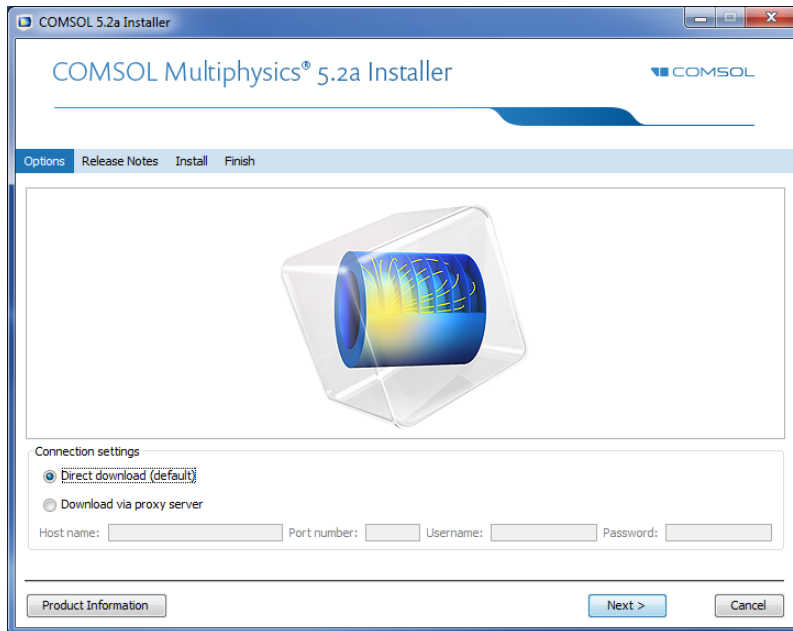 COMSOL 5.2a Installer
COMSOL Multiphysics® 5.2a Installer
COMSOL
Options Release Notes Install Finish
Connection settings
Direct download (default)
Download via proxy server
Host name: Port number: Username: Password:
Product Information Next > Cancel